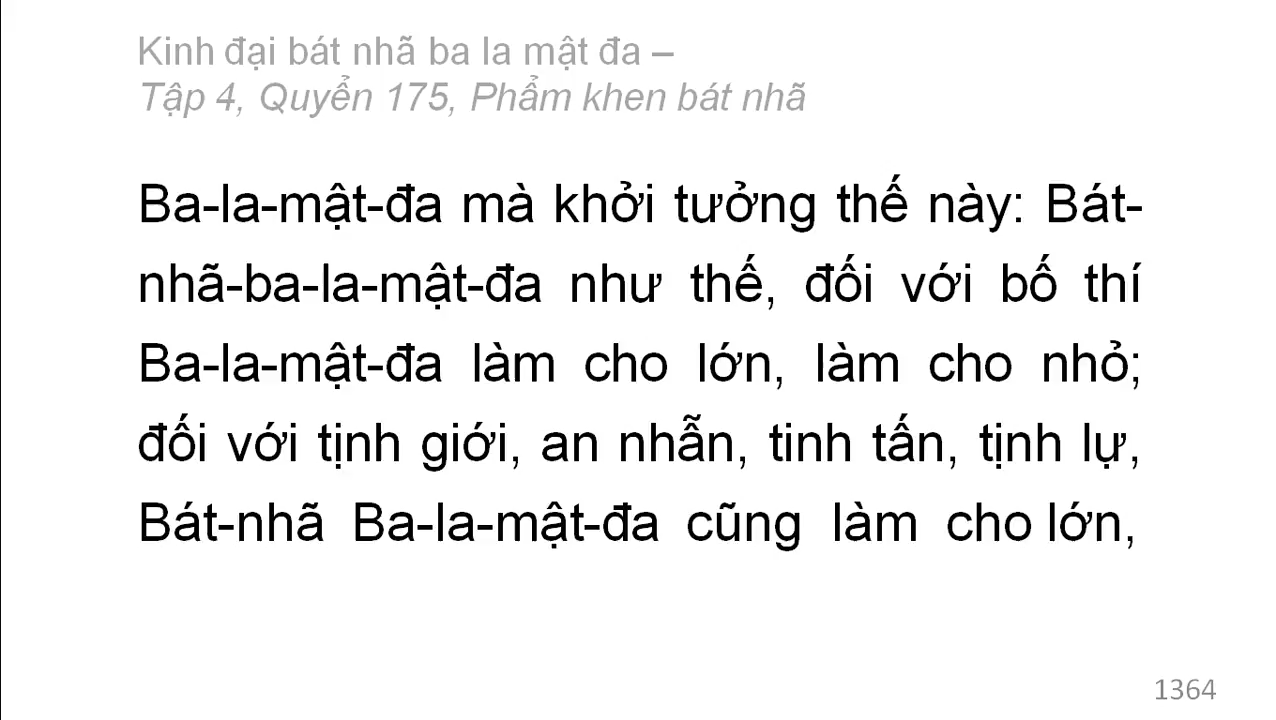 Kinh đại bát nhã ba la mật đa –
Tập 4, Quyển 175, Phẩm khen bát nhã
Ba-la-mật-đa mà khởi tưởng thế này: Bát-
nhã-ba-la-mật-đa như thế, đối với bố thí
Ba-la-mật-đa làm cho lớn, làm cho nhỏ;
đối với tịnh giới, an nhẫn, tinh tấn, tịnh lự,
Bát-nhã Ba-la-mật-đa cũng làm cho lớn,
1364